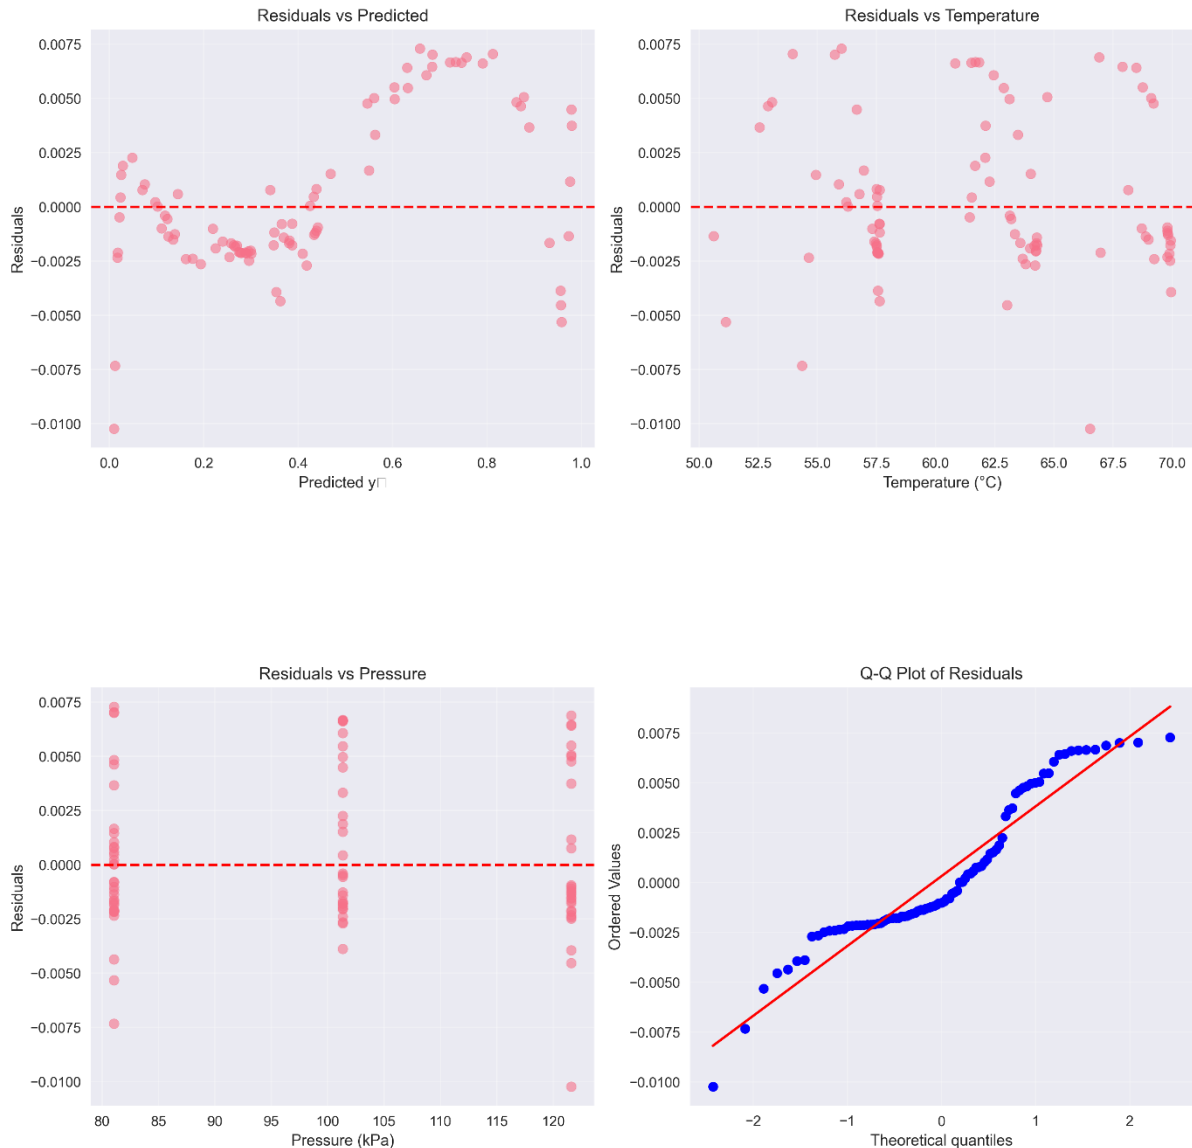 Residuals vs Predicted
Residuals
0.0075
0.0050
0.0025
0.0000
−0.0025
−0.0050
−0.0075
−0.0100
0.0 0.2 0.4 0.6 0.8 1.0
Predicted y□
Residuals vs Temperature
Residuals
0.0075
0.0050
0.0025
0.0000
−0.0025
−0.0050
−0.0075
−0.0100
50.0 52.5 55.0 57.5 60.0 62.5 65.0 67.5 70.0
Temperature (°C)
Residuals vs Pressure
Residuals
0.0075
0.0050
0.0025
0.0000
−0.0025
−0.0050
−0.0075
−0.0100
80 85 90 95 100 105 110 115 120
Pressure (kPa)
Q-Q Plot of Residuals
Ordered Values
0.0075
0.0050
0.0025
0.0000
−0.0025
−0.0050
−0.0075
−0.0100
−2 −1 0 1 2
Theoretical quantiles